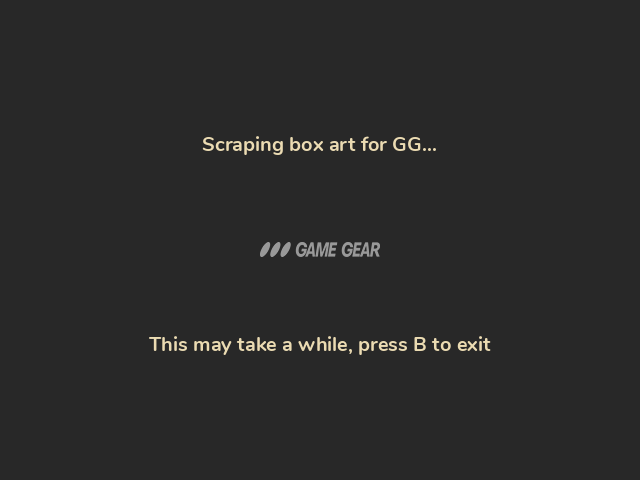 Scraping box art for GG...
GAME GEAR
This may take a while, press B to exit